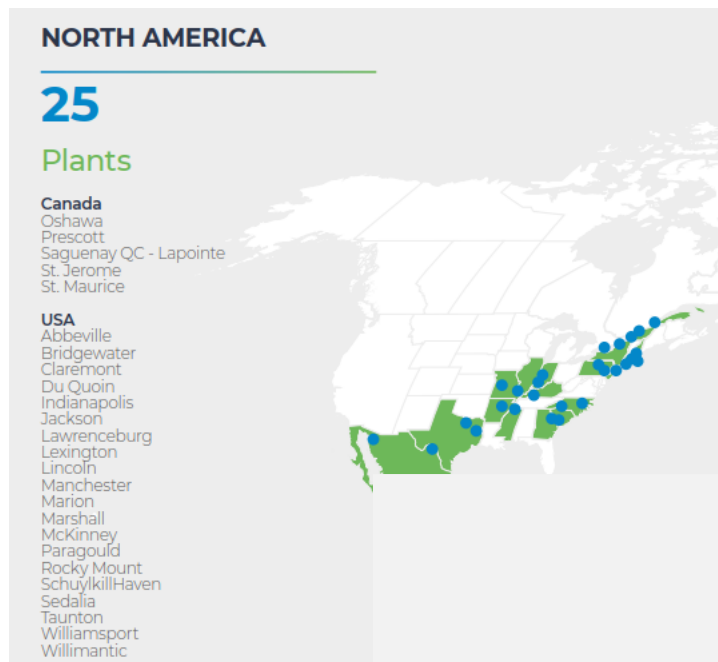 NORTH AMERICA
25
Plants
Canada
Oshawa
Prescott
Saguenay QC - Lapointe
St. Jerome
St. Maurice
USA
Abbeville
Bridgewater
Claremont
Du Quoin
Indianapolis
Jackson
Lawrenceburg
Lexington
Lincoln
Manchester
Marion
Marshall
McKinney
Paragould
Rocky Mount
SchuylkillHaven
Sedalia
Taunton
Williamsport
Willimantic